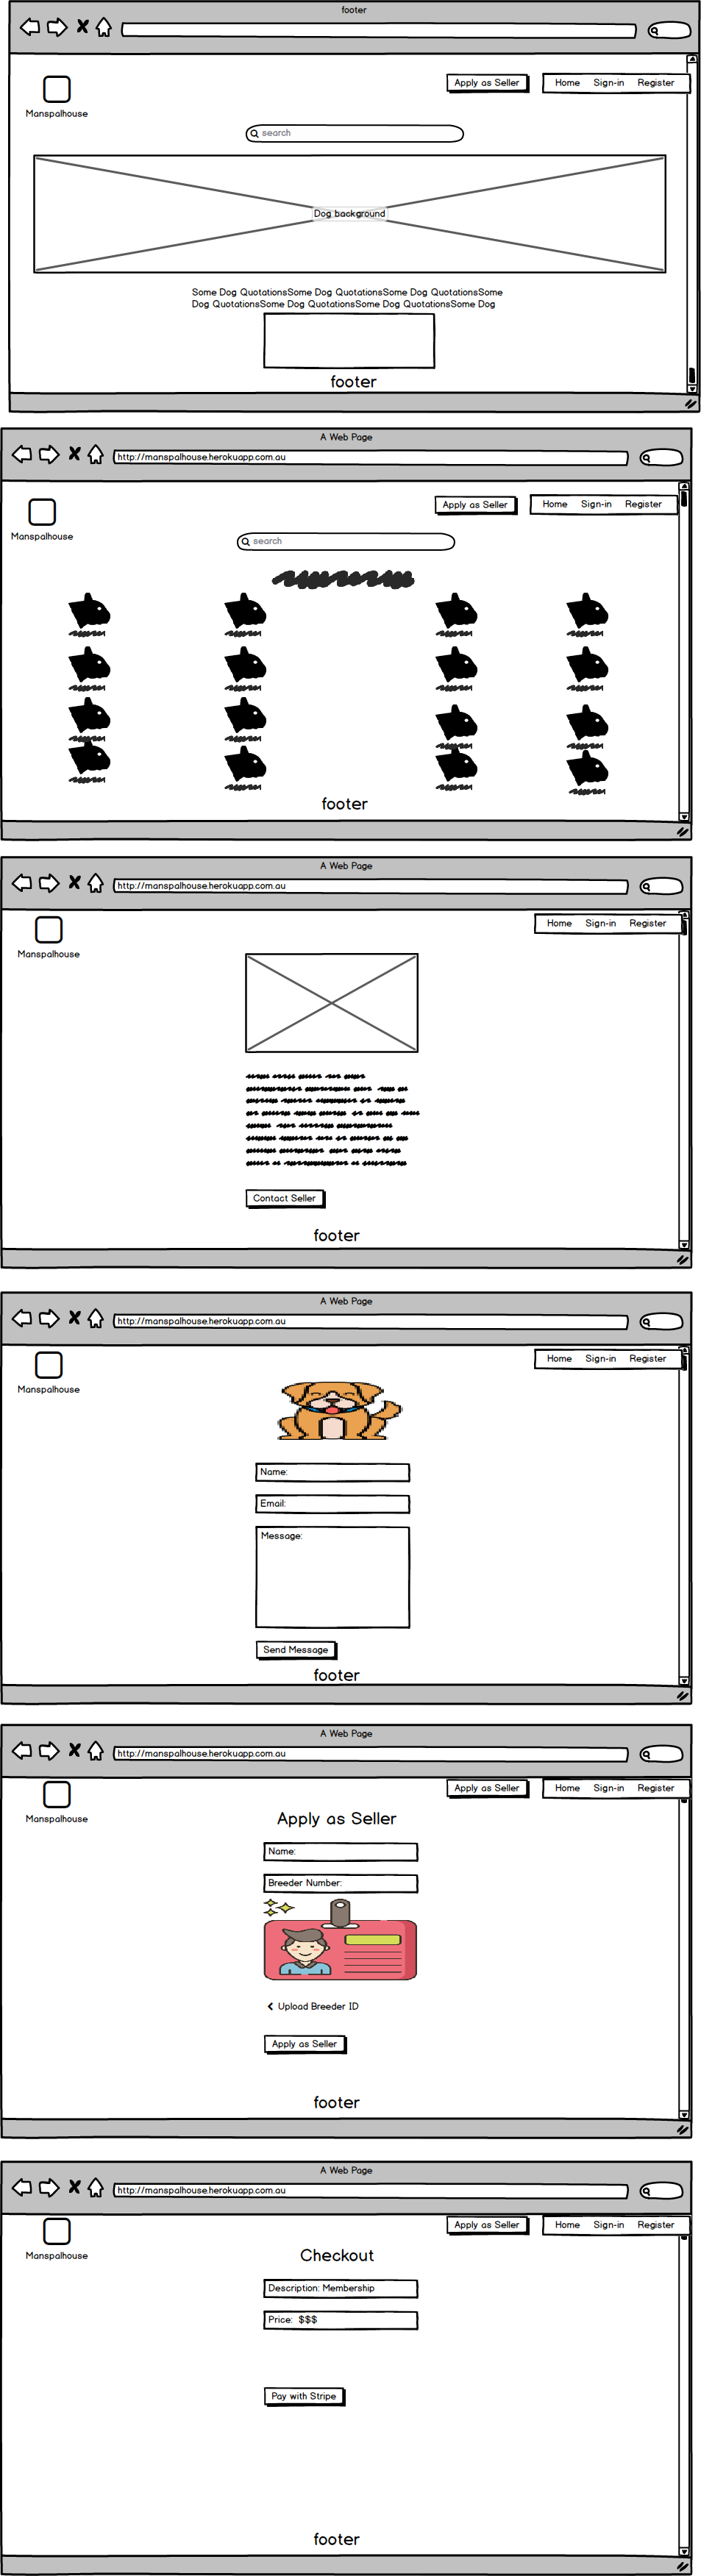 footer
Apply as Seller
Home Sign-in Register
Manspalhouse
search
Dog background
Some Dog QuotationsSome Dog QuotationsSome Dog QuotationsSome
Dog QuotationsSome Dog QuotationsSome Dog QuotationsSome Dog
footer
A Web Page
http://manspalhouse.herokuapp.com.au
Apply as Seller
Home Sign-in Register
Manspalhouse
search
footer
A Web Page
http://manspalhouse.herokuapp.com.au
Home Sign-in Register
Manspalhouse
Contact Seller
footer
A Web Page
http://manspalhouse.herokuapp.com.au
Home Sign-in Register
Manspalhouse
Name:
Email:
Message:
Send Message
footer
A Web Page
http://manspalhouse.herokuapp.com.au
Apply as Seller
Home Sign-in Register
Manspalhouse
Apply as Seller
Name:
Breeder Number:
Upload Breeder ID
Apply as Seller
footer
A Web Page
http://manspalhouse.herokuapp.com.au
Apply as Seller
Home Sign-in Register
Manspalhouse
Checkout
Description: Membership
Price: $$$
Pay with Stripe
footer